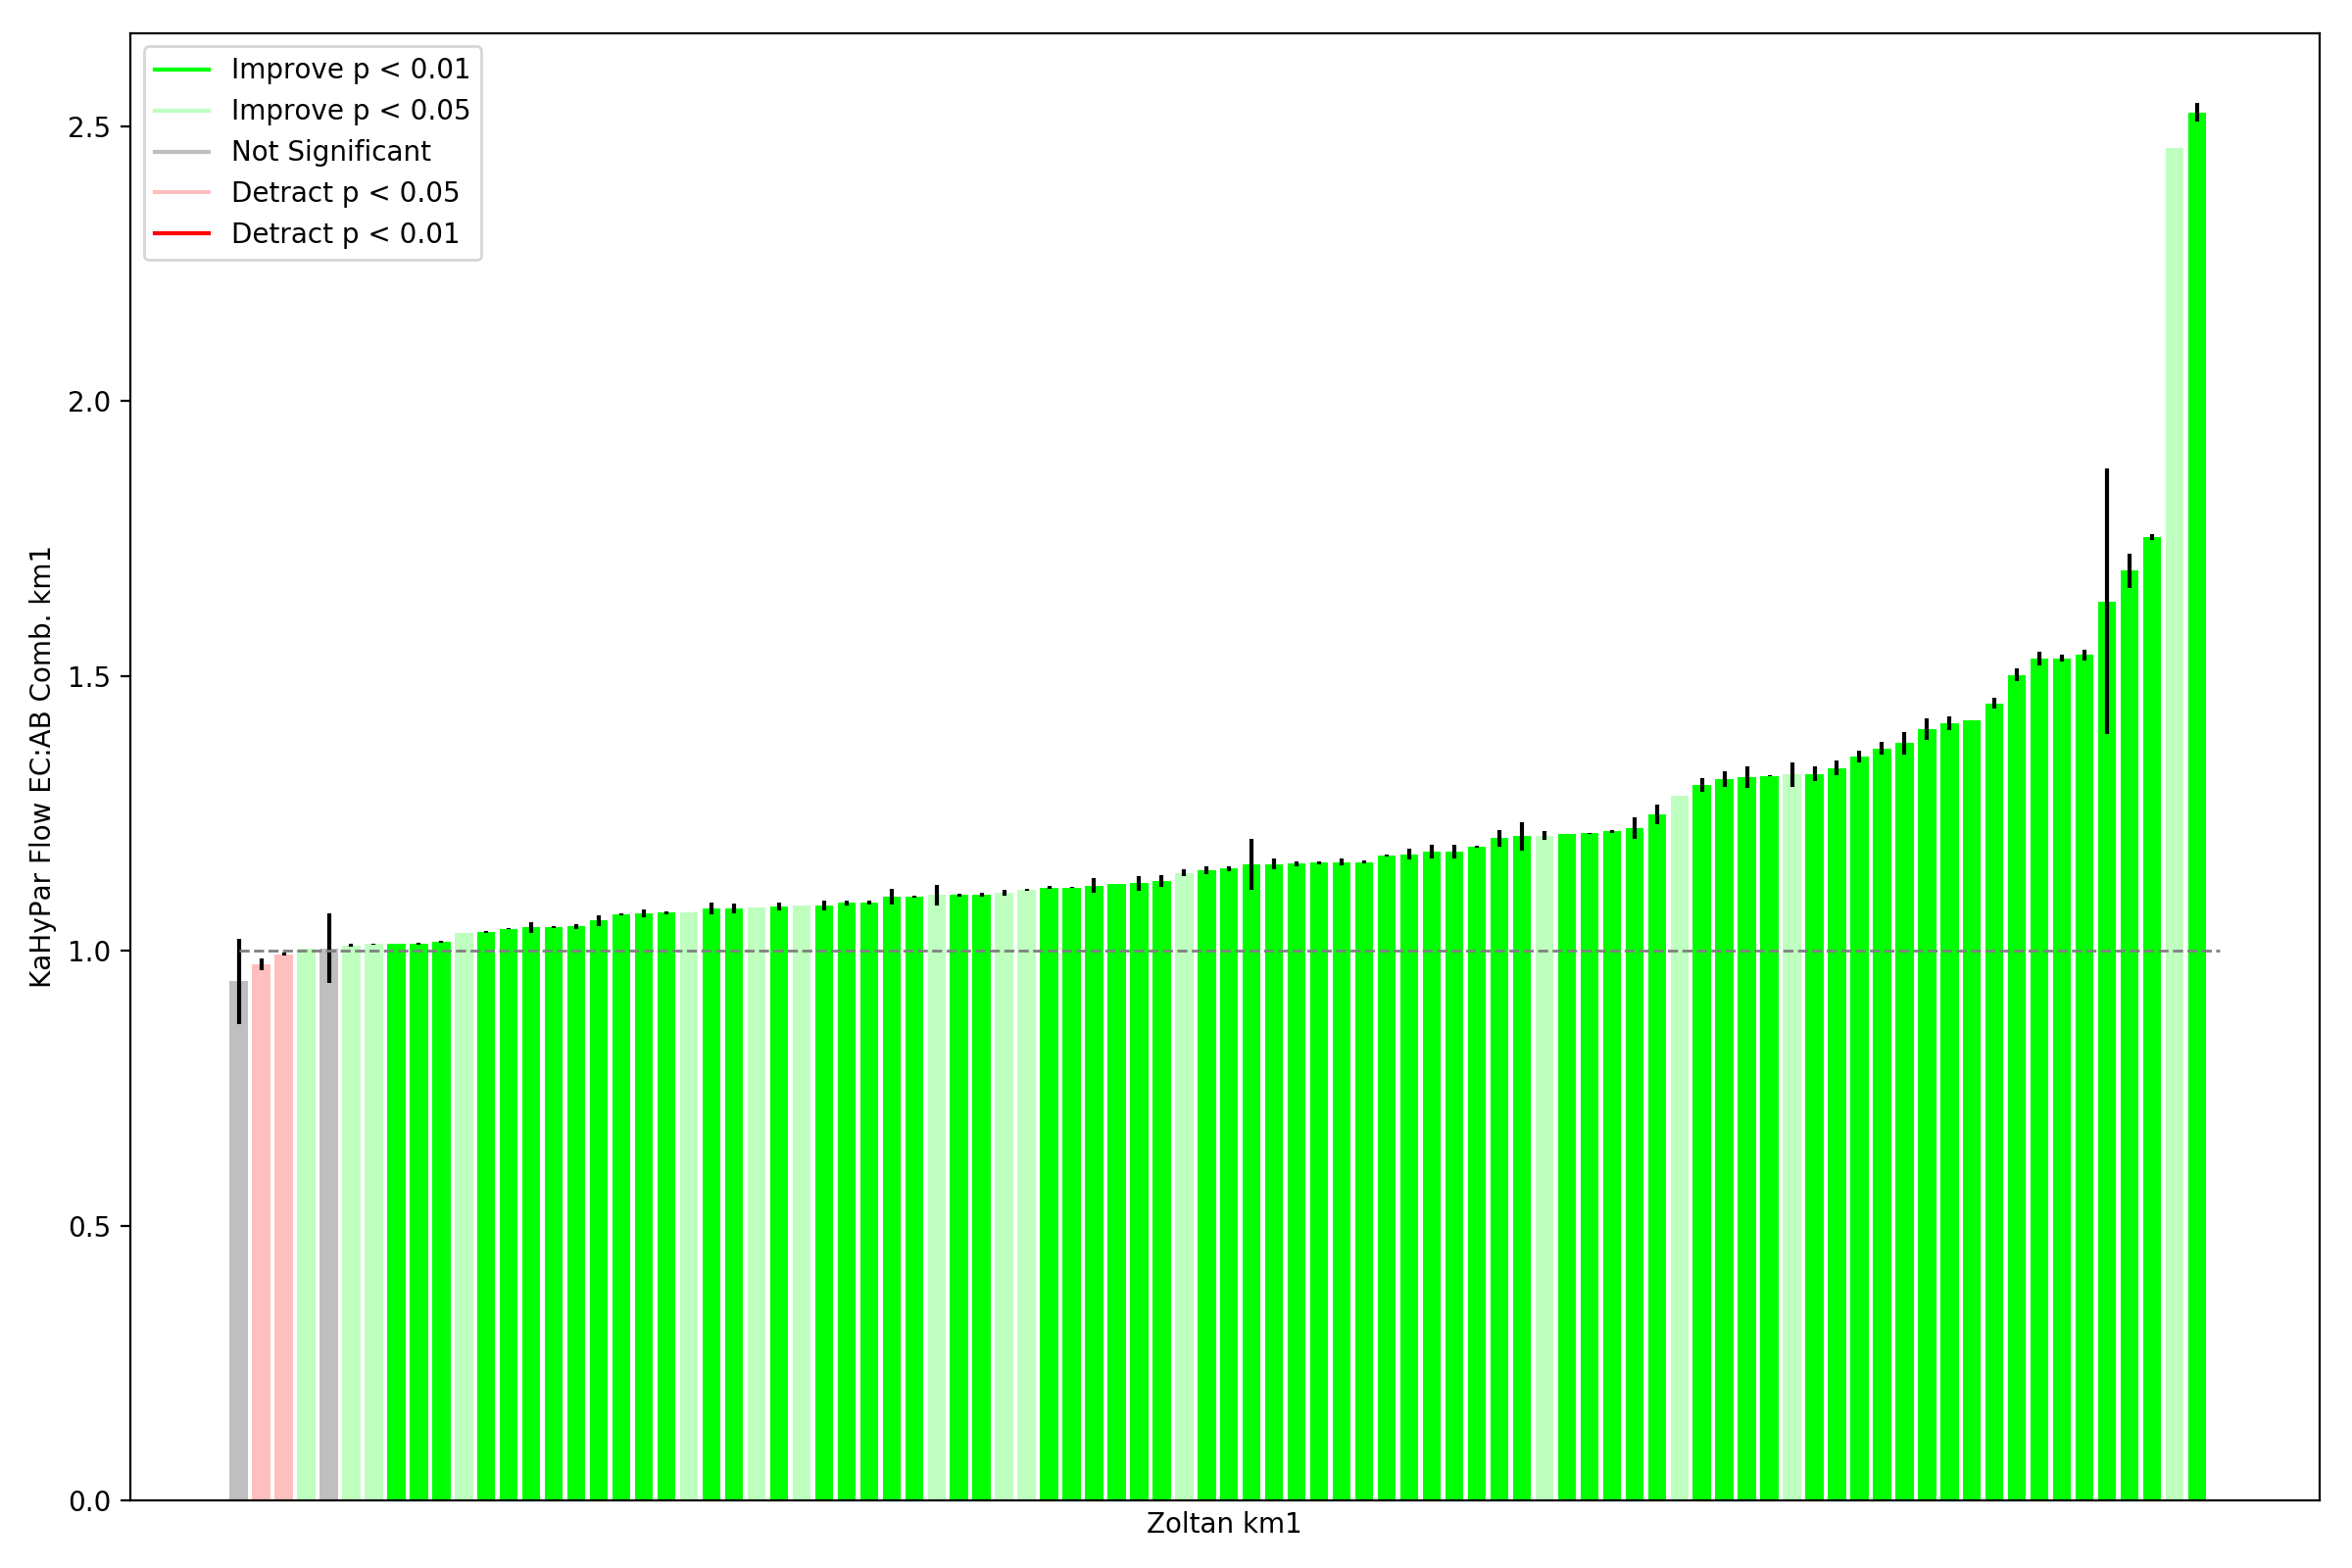 Improve p < 0.01
Improve p < 0.05
Not Significant
Detract p < 0.05
Detract p < 0.01
2.5
2.0
1.5
1.0
0.5
0.0
KaHyPar Flow EC:AB Comb. km1
Zoltan km1